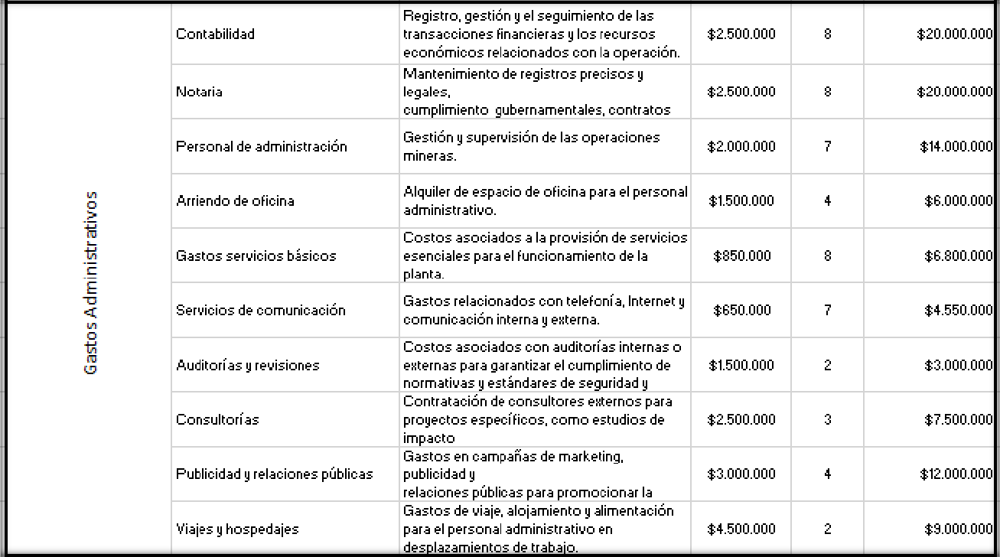 Gastos Administrativos
Contabilidad
Registro, gestión y el seguimiento de las
transacciones financieras y los recursos
económicos relacionados con la operación.
$2.500.000
8
$20.000.000
Notaria
Mantenimiento de registros precisos y
legales,
cumplimiento gubernamentales, contratos
$2.500.000
8
$20.000.000
Personal de administración
Gestión y supervisión de las operaciones
mineras.
$2.000.000
7
$14.000.000
Arriendo de oficina
Alquiler de espacio de oficina para el personal
administrativo.
$1.500.000
4
$6.000.000
Gastos servicios básicos
Costos asociados a la provisión de servicios
esenciales para el funcionamiento de la
planta.
$850.000
8
$6.800.000
Servicios de comunicación
Gastos relacionados con telefonía, Internet y
comunicación interna y externa.
$650.000
7
$4.550.000
Auditorías y revisiones
Costos asociados con auditorías internas o
externas para garantizar el cumplimiento de
normativas y estándares de seguridad y
$1.500.000
2
$3.000.000
Consultorías
Contratación de consultores externos para
proyectos específicos, como estudios de
impacto
$2.500.000
3
$7.500.000
Publicidad y relaciones públicas
Gastos en campañas de marketing,
publicidad y
relaciones públicas para promocionar la
$3.000.000
4
$12.000.000
Viajes y hospedajes
Gastos de viaje, alojamiento y alimentación
para el personal administrativo en
desplazamientos de trabajo.
$4.500.000
2
$9.000.000